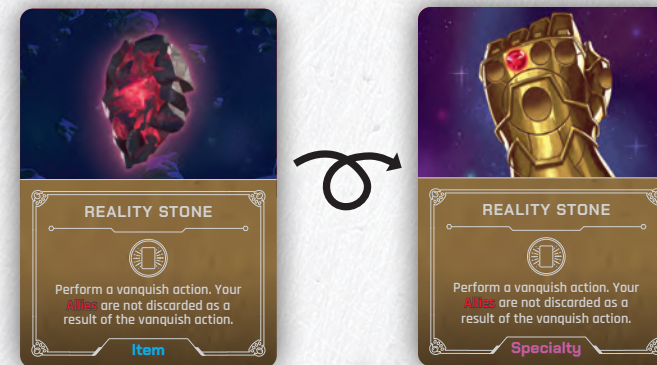 REALITY STONE
Perform a vanquish action. Your
Allies are not discarded as a
result of the vanquish action.
Item
REALITY STONE
Perform a vanquish action. Your
Allies are not discarded as a
result of the vanquish action.
Specialty